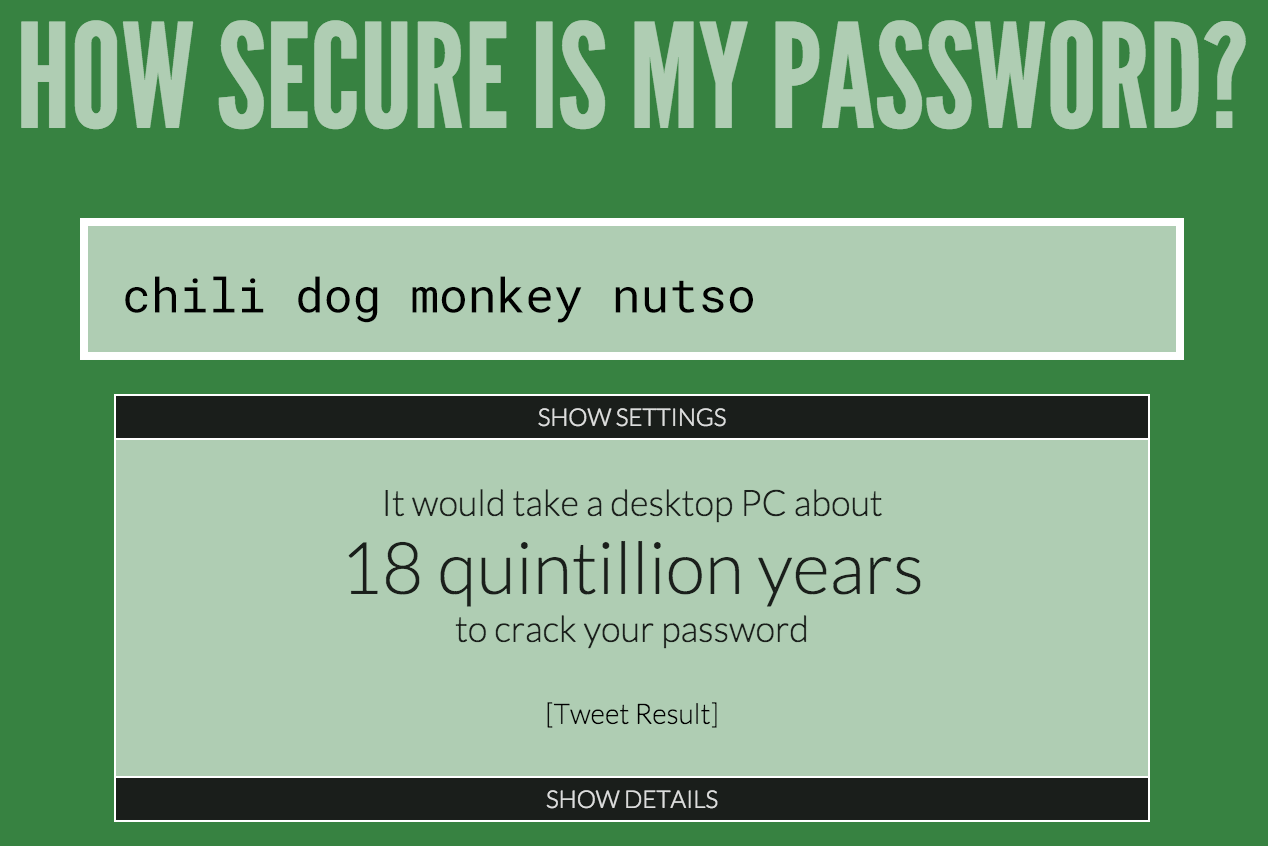 HOW SECURE IS MY PASSWORD?
chili dog monkey nutso
SHOW SETTINGS
It would take a desktop PC about
18 quintillion years
to crack your password
[Tweet Result]
SHOW DETAILS